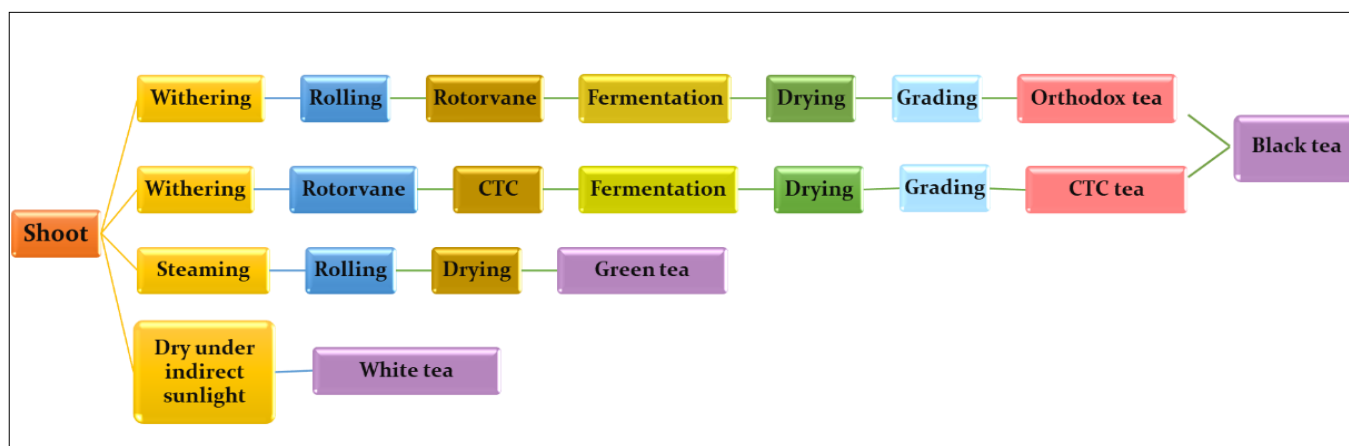 Withering Rolling Rotorvane Fermentation Drying Grading Orthodox tea
Black tea
Withering Rotorvane CTC Fermentation Drying Grading CTC tea
Shoot
Steaming Rolling Drying Green tea
Dry under
indirect
sunlight
White tea